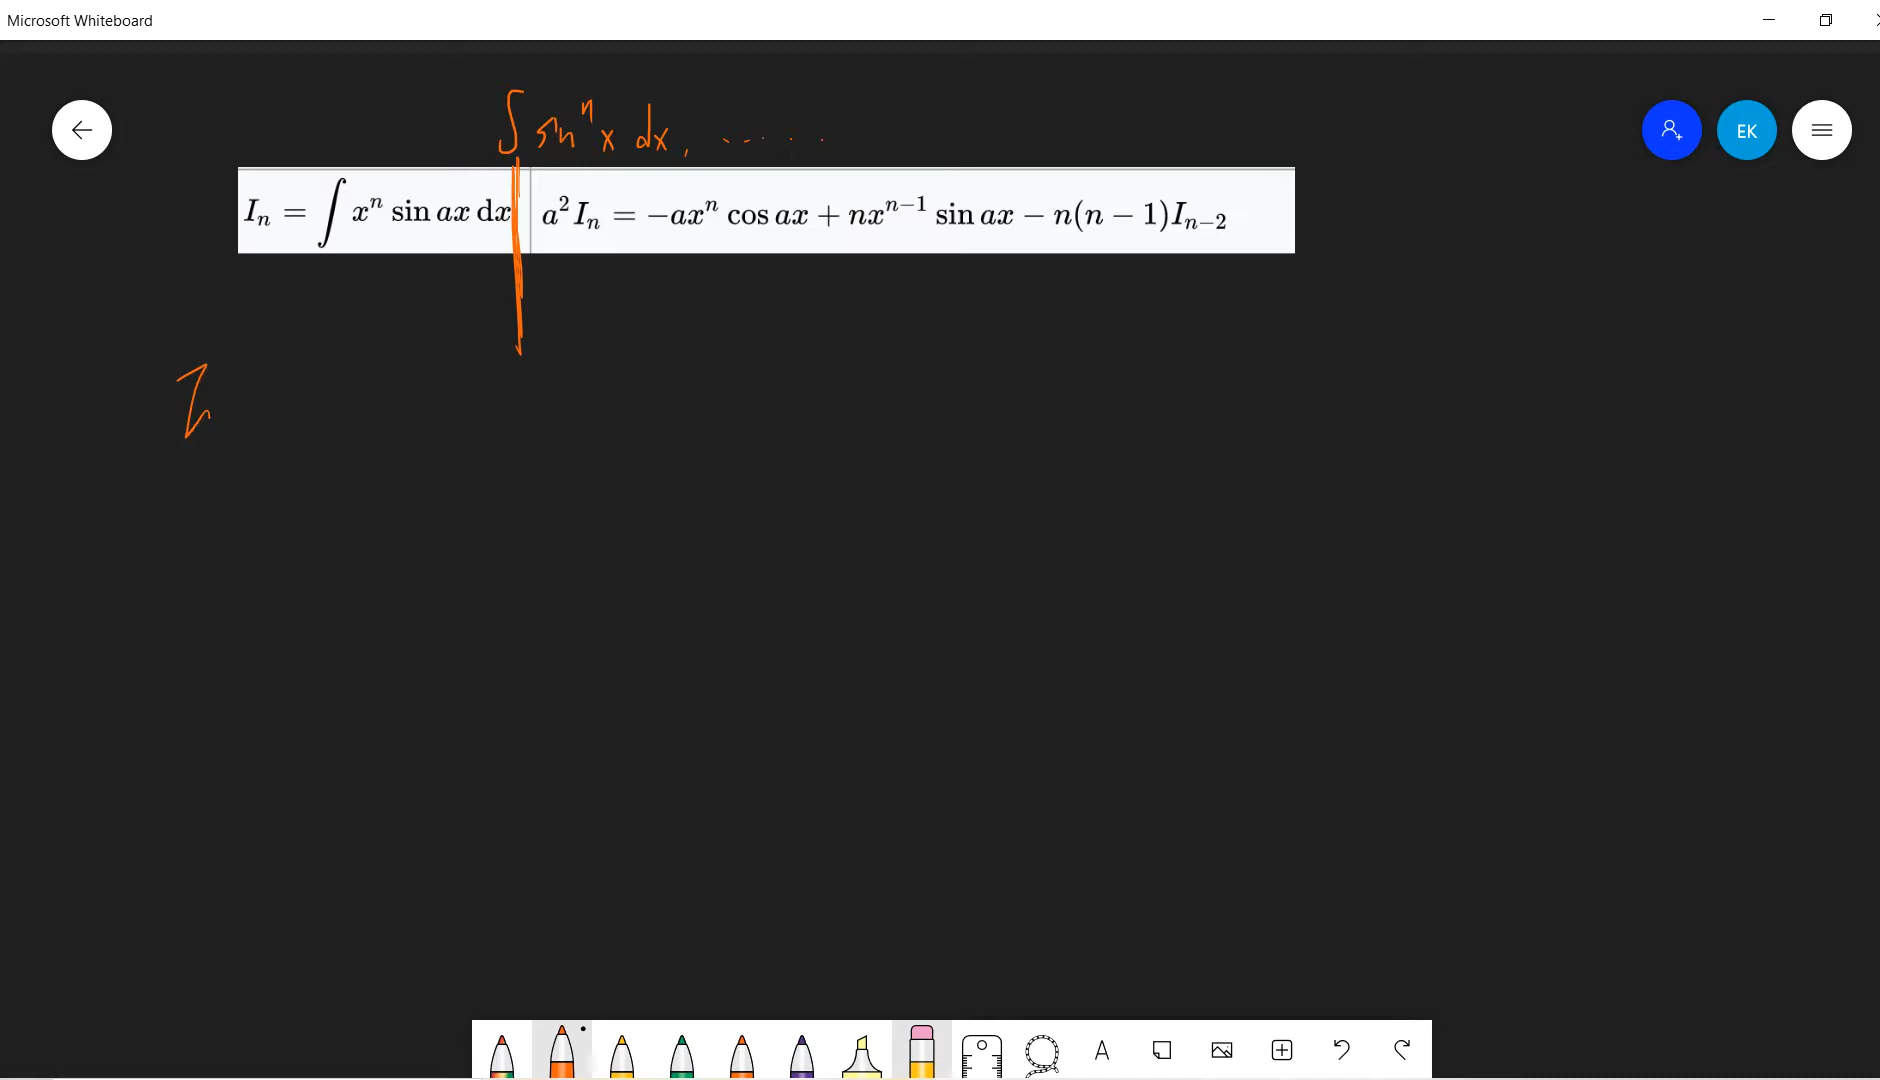 Microsoft Whiteboard
∫ sinⁿ x dx, ......
EK
Iₙ = ∫ xⁿ sin ax dx a²Iₙ = −axⁿ cos ax + nxⁿ⁻¹ sin ax − n(n − 1)Iₙ₋₂
A